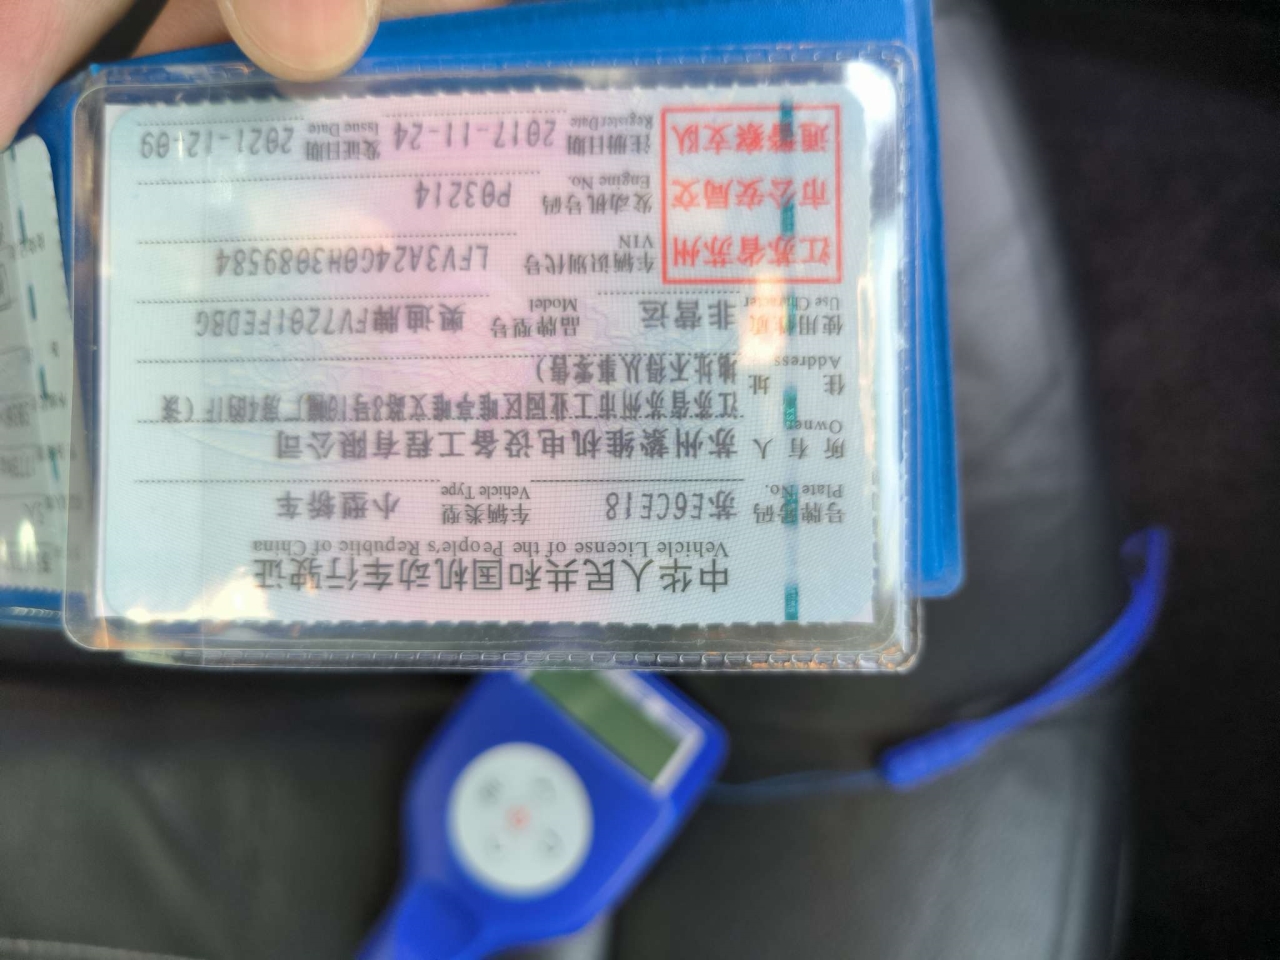 中华人民共和国机动车行驶证
Vehicle License of the People's Republic of China
号牌号码 苏E6CE18 车辆类型 小型轿车
Plate No. Vehicle Type
所有人 苏州 维机电设备工程有限公司
Owner
江苏省苏州市工业园区唯亭唯文路8号10幢厂房4的1F(该
住址 地址不得从事零售)
Address
使用性质 非营运 品牌型号 奥迪牌FV7201FEDBG
Use Character Model
江苏省苏州
市公安局交
通警察支队
车辆识别代号 LFV3A24G0H3089584
VIN
发动机号码 P03214
Engine No.
注册日期 2017-11-24 发证日期 2021-12-09
Register Date Issue Date